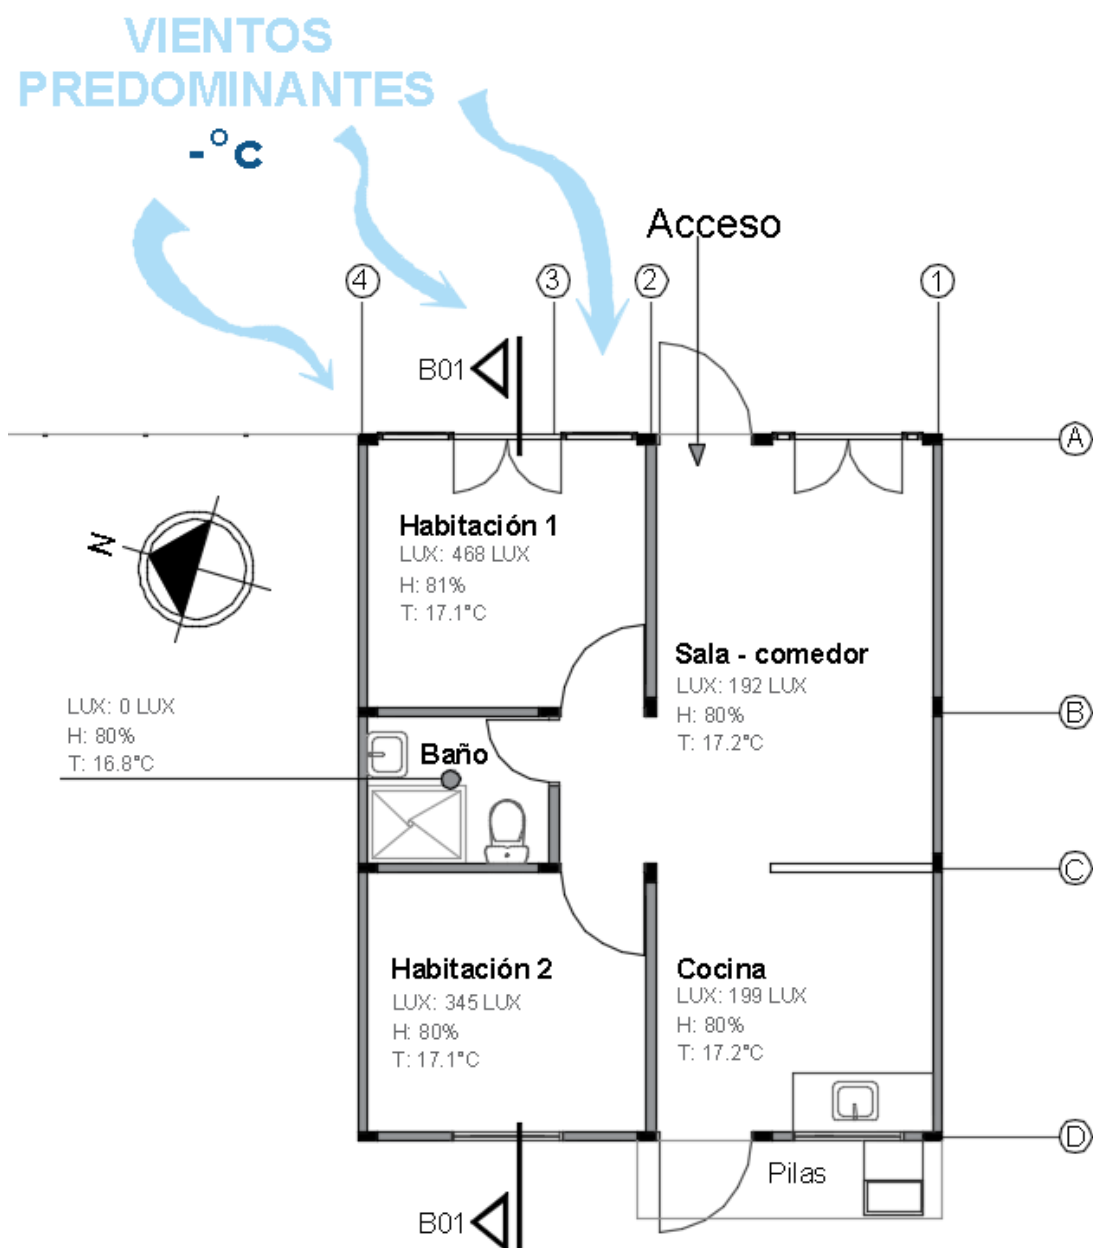 VIENTOS
PREDOMINANTES
-°c
Acceso
4
3
2
1
B01
A
N
Habitación 1
LUX: 468 LUX
H: 81%
T: 17.1°C
Sala - comedor
LUX: 192 LUX
H: 80%
T: 17.2°C
LUX: 0 LUX
H: 80%
T: 16.8°C
B
Baño
C
Habitación 2
LUX: 345 LUX
H: 80%
T: 17.1°C
Cocina
LUX: 199 LUX
H: 80%
T: 17.2°C
D
Pilas
B01